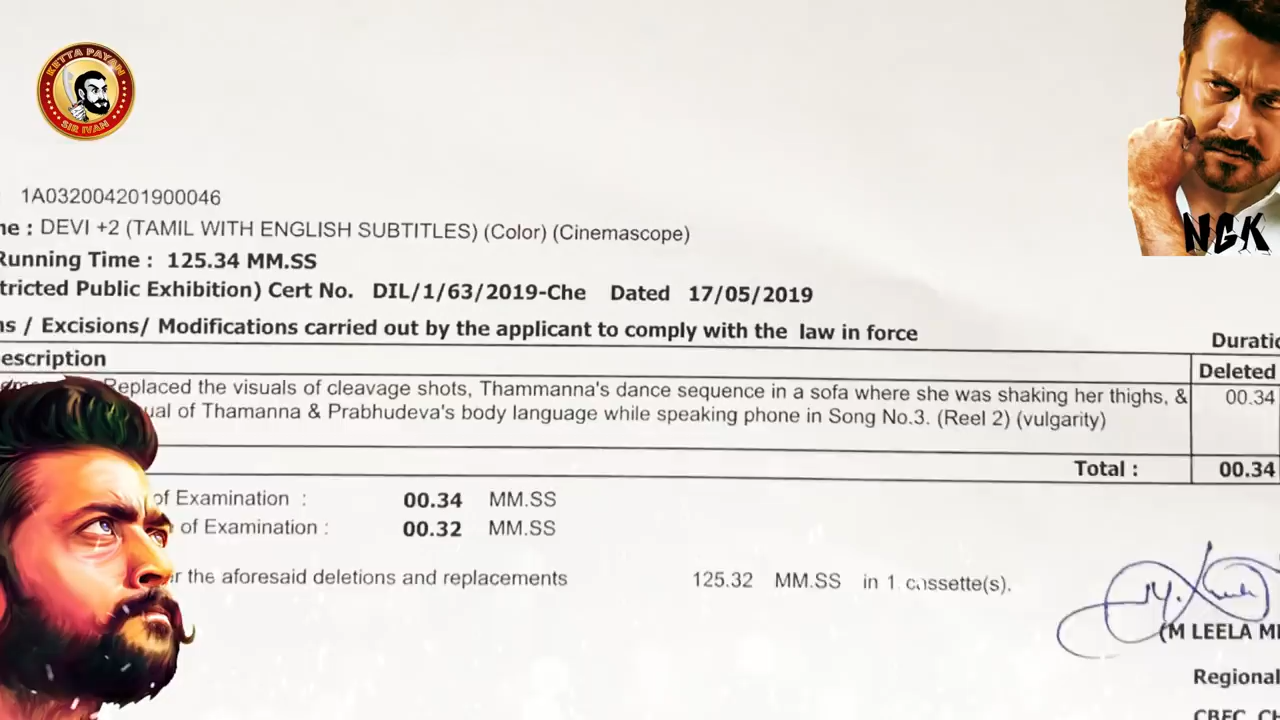 KETTA PAYAN
SIR IVAN
NGK
1A032004201900046
ne : DEVI +2 (TAMIL WITH ENGLISH SUBTITLES) (Color) (Cinemascope)
Running Time : 125.34 MM.SS
tricted Public Exhibition) Cert No. DIL/1/63/2019-Che Dated 17/05/2019
ns / Excisions/ Modifications carried out by the applicant to comply with the law in force
Duratio
escription
Deleted
Replaced the visuals of cleavage shots, Thammanna's dance sequence in a sofa where she was shaking her thighs, &
00.34
ual of Thamanna & Prabhudeva's body language while speaking phone in Song No.3. (Reel 2) (vulgarity)
Total : 00.34
of Examination : 00.34 MM.SS
of Examination : 00.32 MM.SS
r the aforesaid deletions and replacements 125.32 MM.SS in 1 cassette(s).
(M LEELA ME
Regional
CBFC, CH